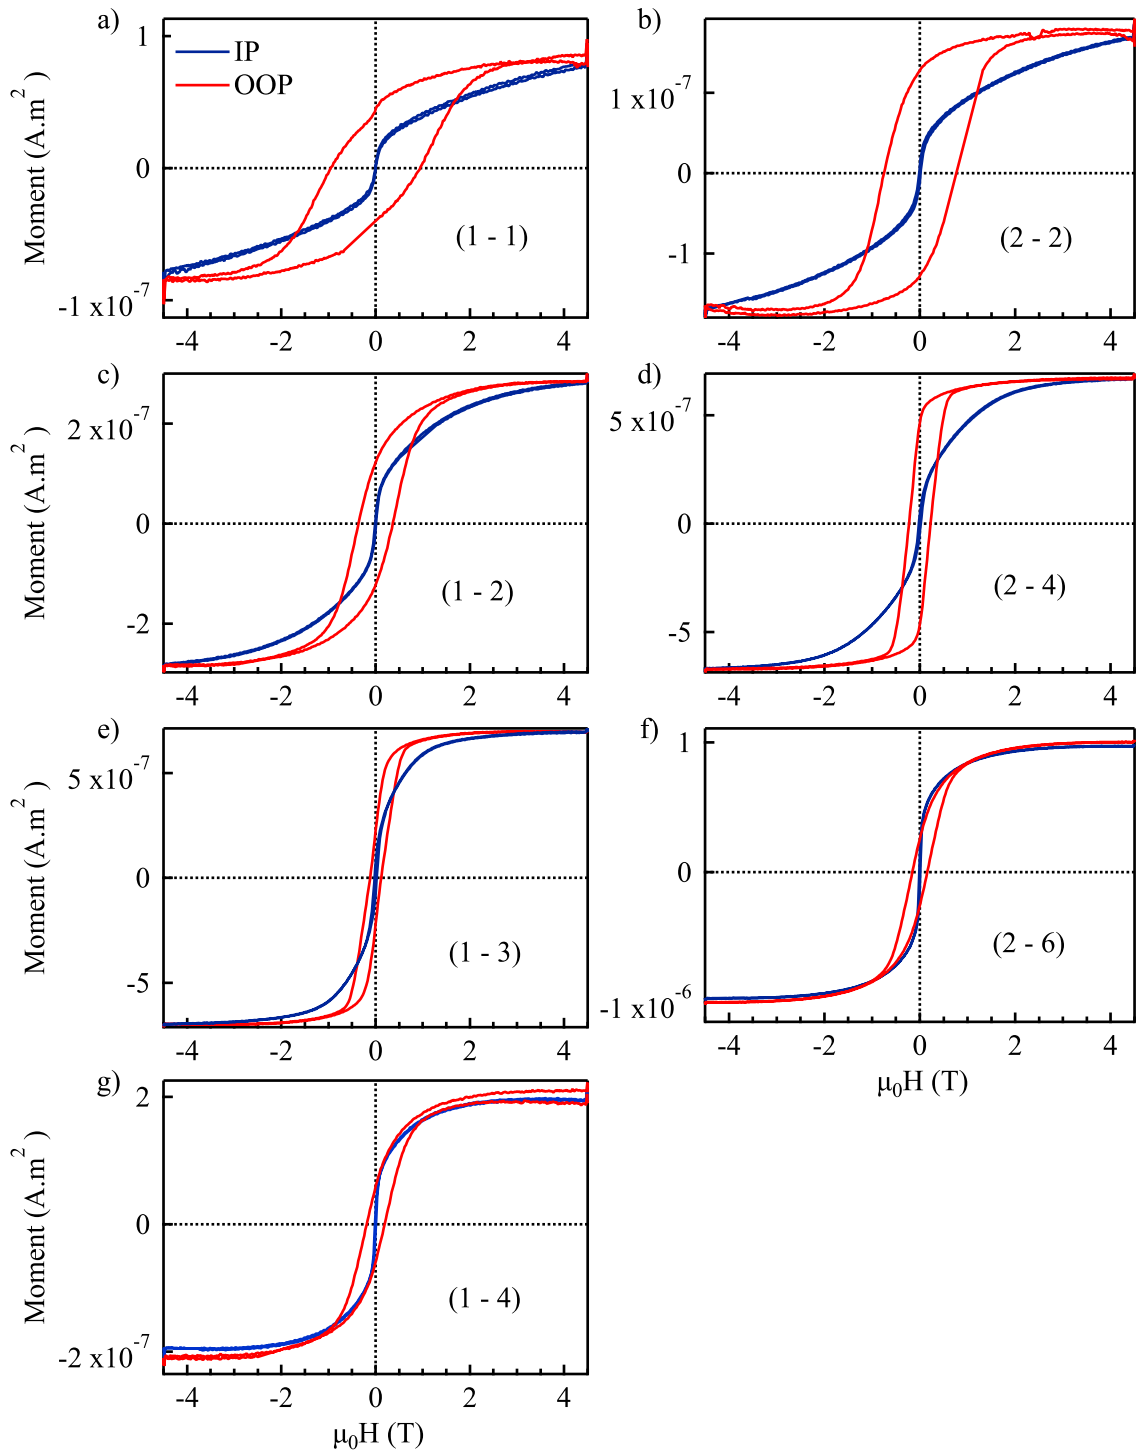 a)
1
0
-1 x10⁻⁷
Moment (A.m²)
IP
OOP
(1 - 1)
-4 -2 0 2 4
b)
1 x10⁻⁷
0
-1
(2 - 2)
-4 -2 0 2 4
c)
2 x10⁻⁷
0
-2
Moment (A.m²)
(1 - 2)
-4 -2 0 2 4
d)
5 x10⁻⁷
0
-5
(2 - 4)
-4 -2 0 2 4
e)
5 x10⁻⁷
0
-5
Moment (A.m²)
(1 - 3)
-4 -2 0 2 4
f)
1
0
-1 x10⁻⁶
(2 - 6)
-4 -2 0 2 4
μ₀H (T)
g)
2
0
-2 x10⁻⁷
Moment (A.m²)
(1 - 4)
-4 -2 0 2 4
μ₀H (T)